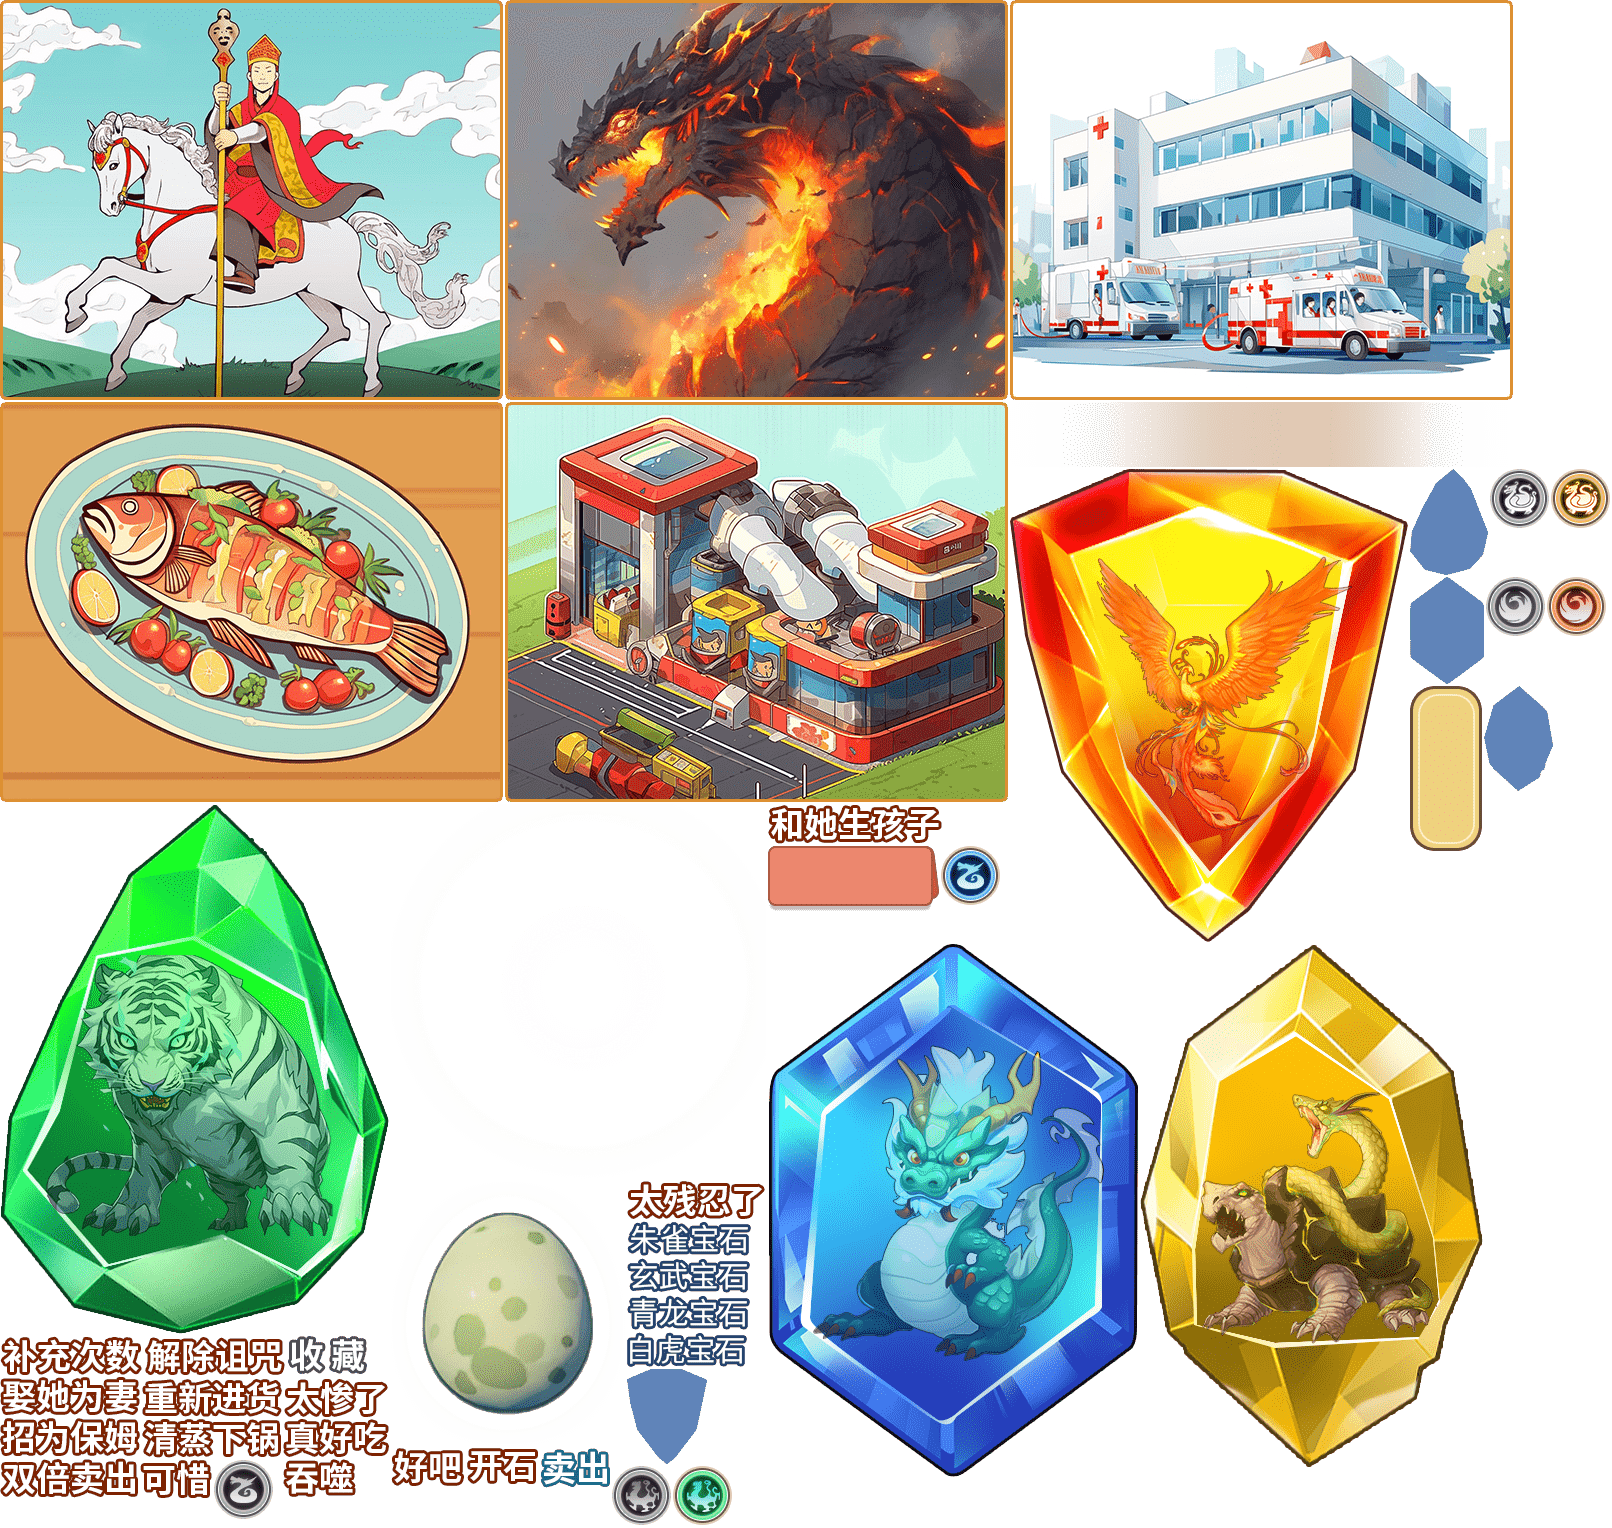 和她生孩子
太残忍了
朱雀宝石
玄武宝石
青龙宝石
白虎宝石
补充次数 解除诅咒 收 藏
娶她为妻 重新进货 太惨了
招为保姆 清蒸下锅 真好吃
双倍卖出 可惜 吞噬
好吧 开石 卖出